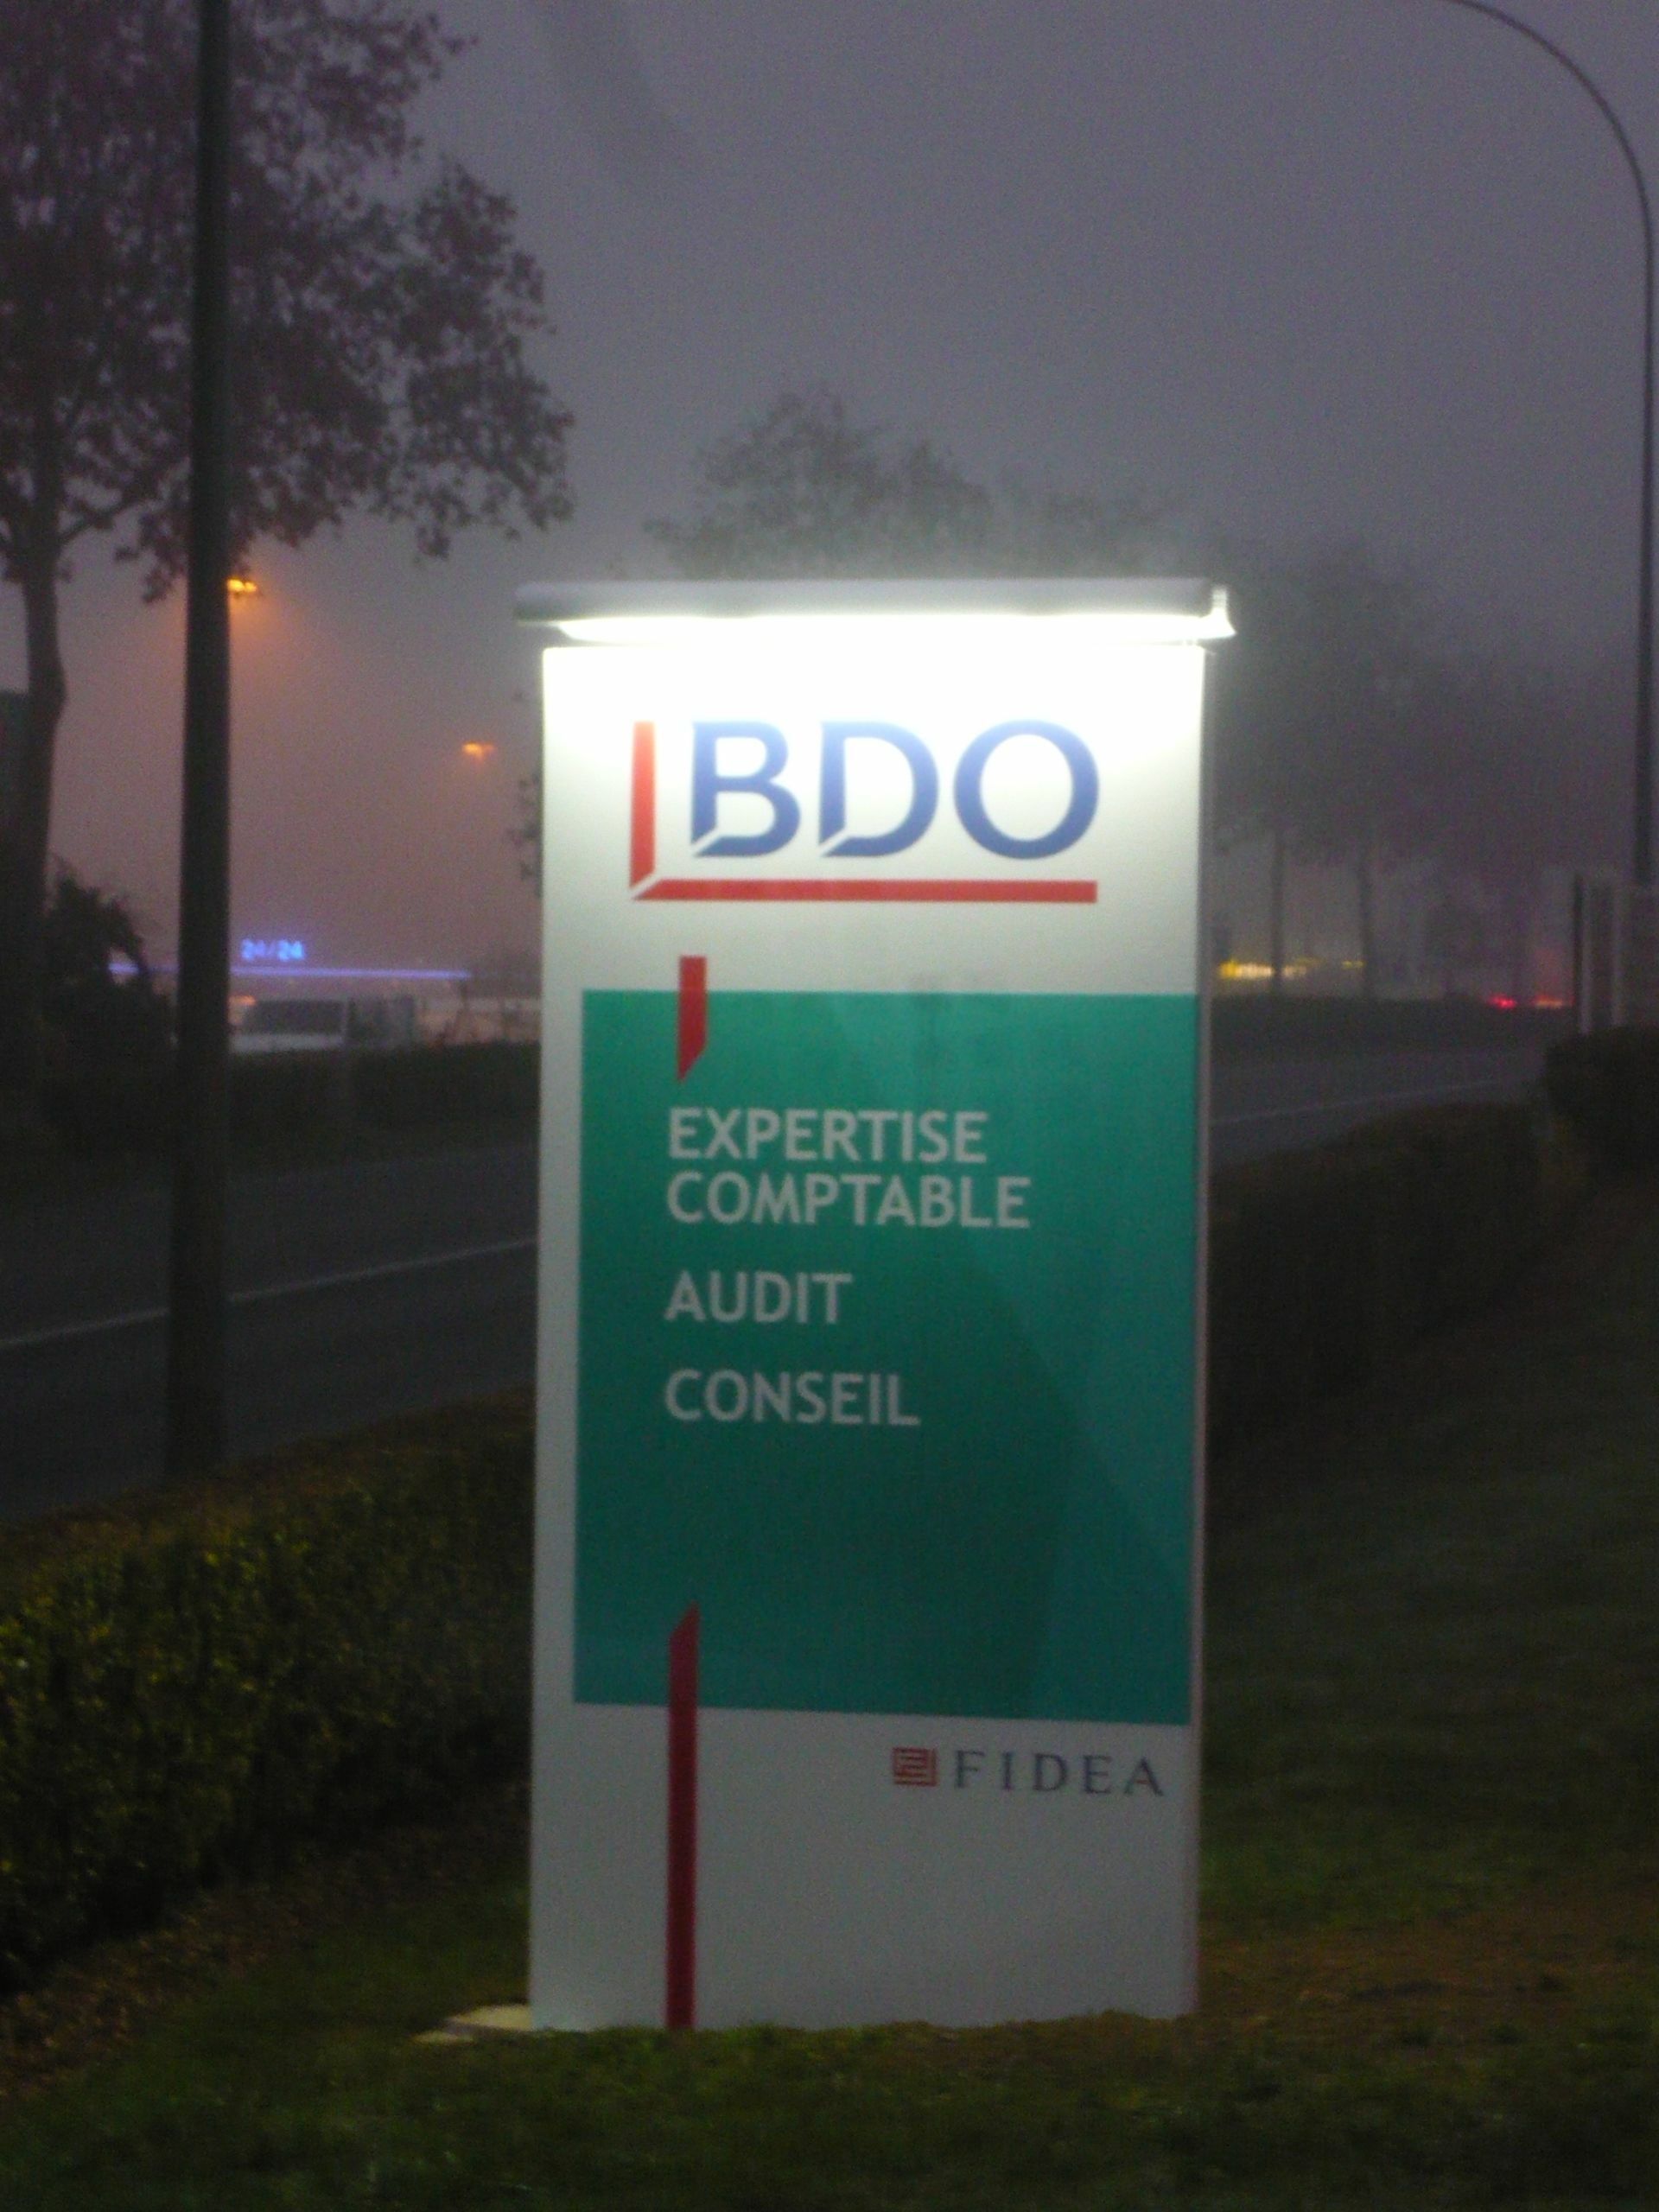 BDO
24/24
EXPERTISE
COMPTABLE
AUDIT
CONSEIL
FIDEA